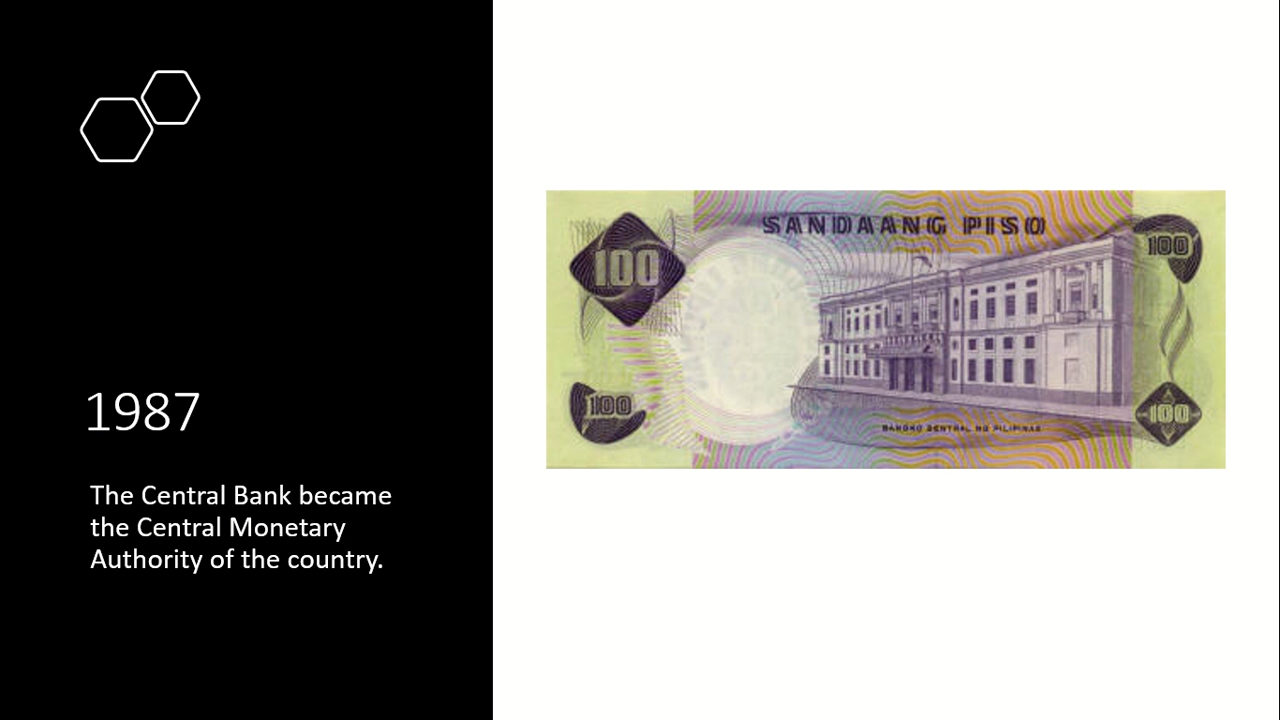 1987
The Central Bank became
the Central Monetary
Authority of the country.
SANDAANG PISO
100
100
100
100
BANGKO SENTRAL NG PILIPINAS